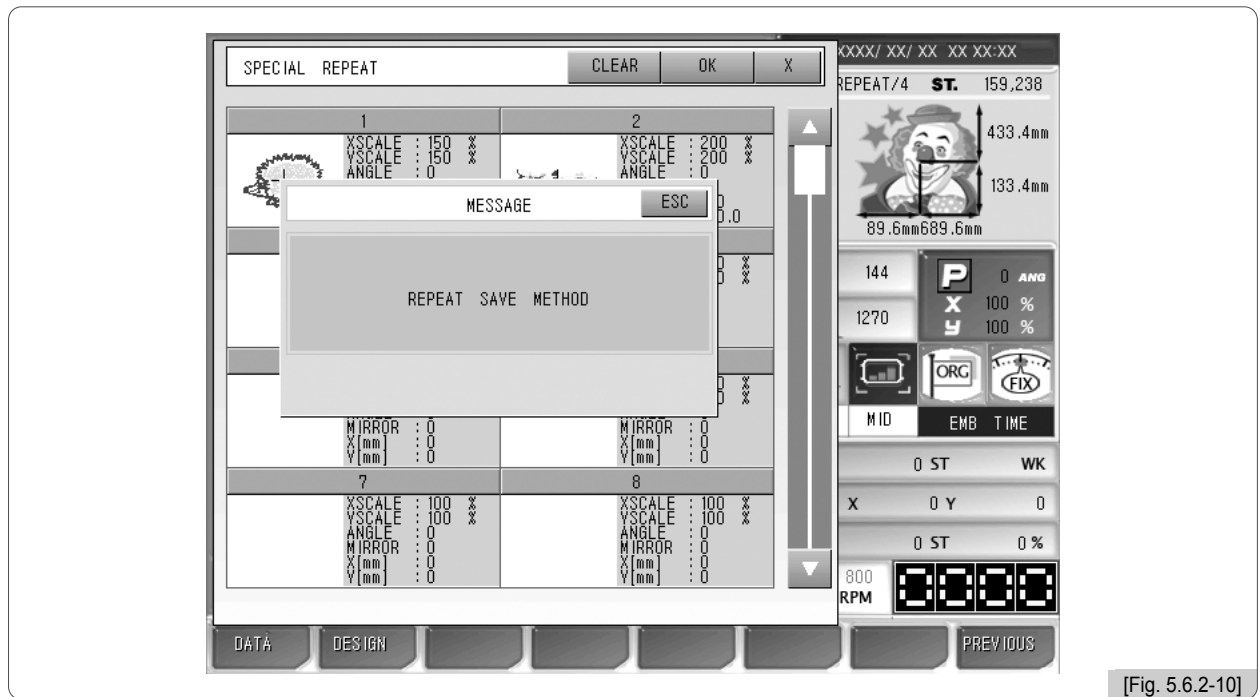 SPECIAL REPEAT
CLEAR
OK
X
XXXX/ XX/ XX XX XX:XX
REPEAT/4 ST. 159,238
433.4mm
133.4mm
89.6mm689.6mm
1
XSCALE : 150 %
YSCALE : 150 %
ANGLE : 0
2
XSCALE : 200 %
YSCALE : 200 %
ANGLE : 0
0.0
MESSAGE
ESC
REPEAT SAVE METHOD
%
%
%
%
MIRROR : 0
X[mm] : 0
Y[mm] : 0
MIRROR : 0
X[mm] : 0
Y[mm] : 0
7
XSCALE : 100 %
YSCALE : 100 %
ANGLE : 0
MIRROR : 0
X[mm] : 0
Y[mm] : 0
8
XSCALE : 100 %
YSCALE : 100 %
ANGLE : 0
MIRROR : 0
X[mm] : 0
Y[mm] : 0
144
1270
P 0 ANG
X 100 %
Y 100 %
ORG
FIX
MID
EMB TIME
0 ST WK
X 0 Y 0
0 ST 0 %
800
RPM
0000
DATA
DESIGN
PREVIOUS
[Fig. 5.6.2-10]